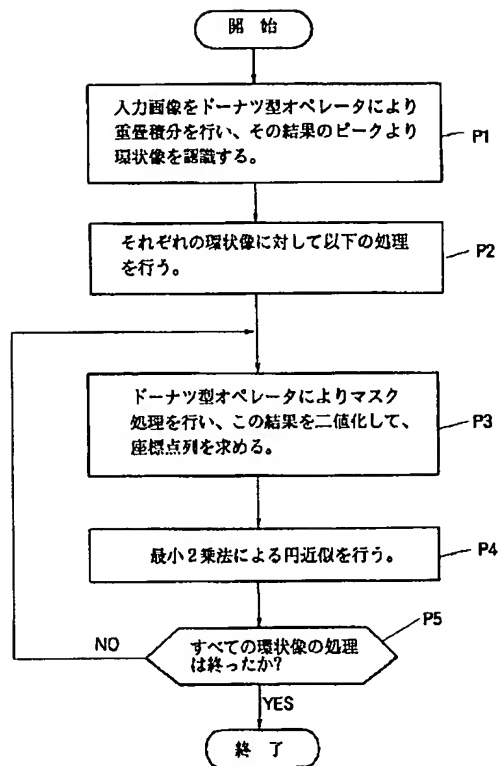 開 始
入力画像をドーナツ型オペレータにより
重畳積分を行い、その結果のピークより
環状像を認識する。
P1
それぞれの環状像に対して以下の処理
を行う。
P2
ドーナツ型オペレータによりマスク
処理を行い、この結果を二値化して、
座標点列を求める。
P3
最小2乗法による円近似を行う。
P4
P5
NO
すべての環状像の処理
は終ったか?
YES
終 了